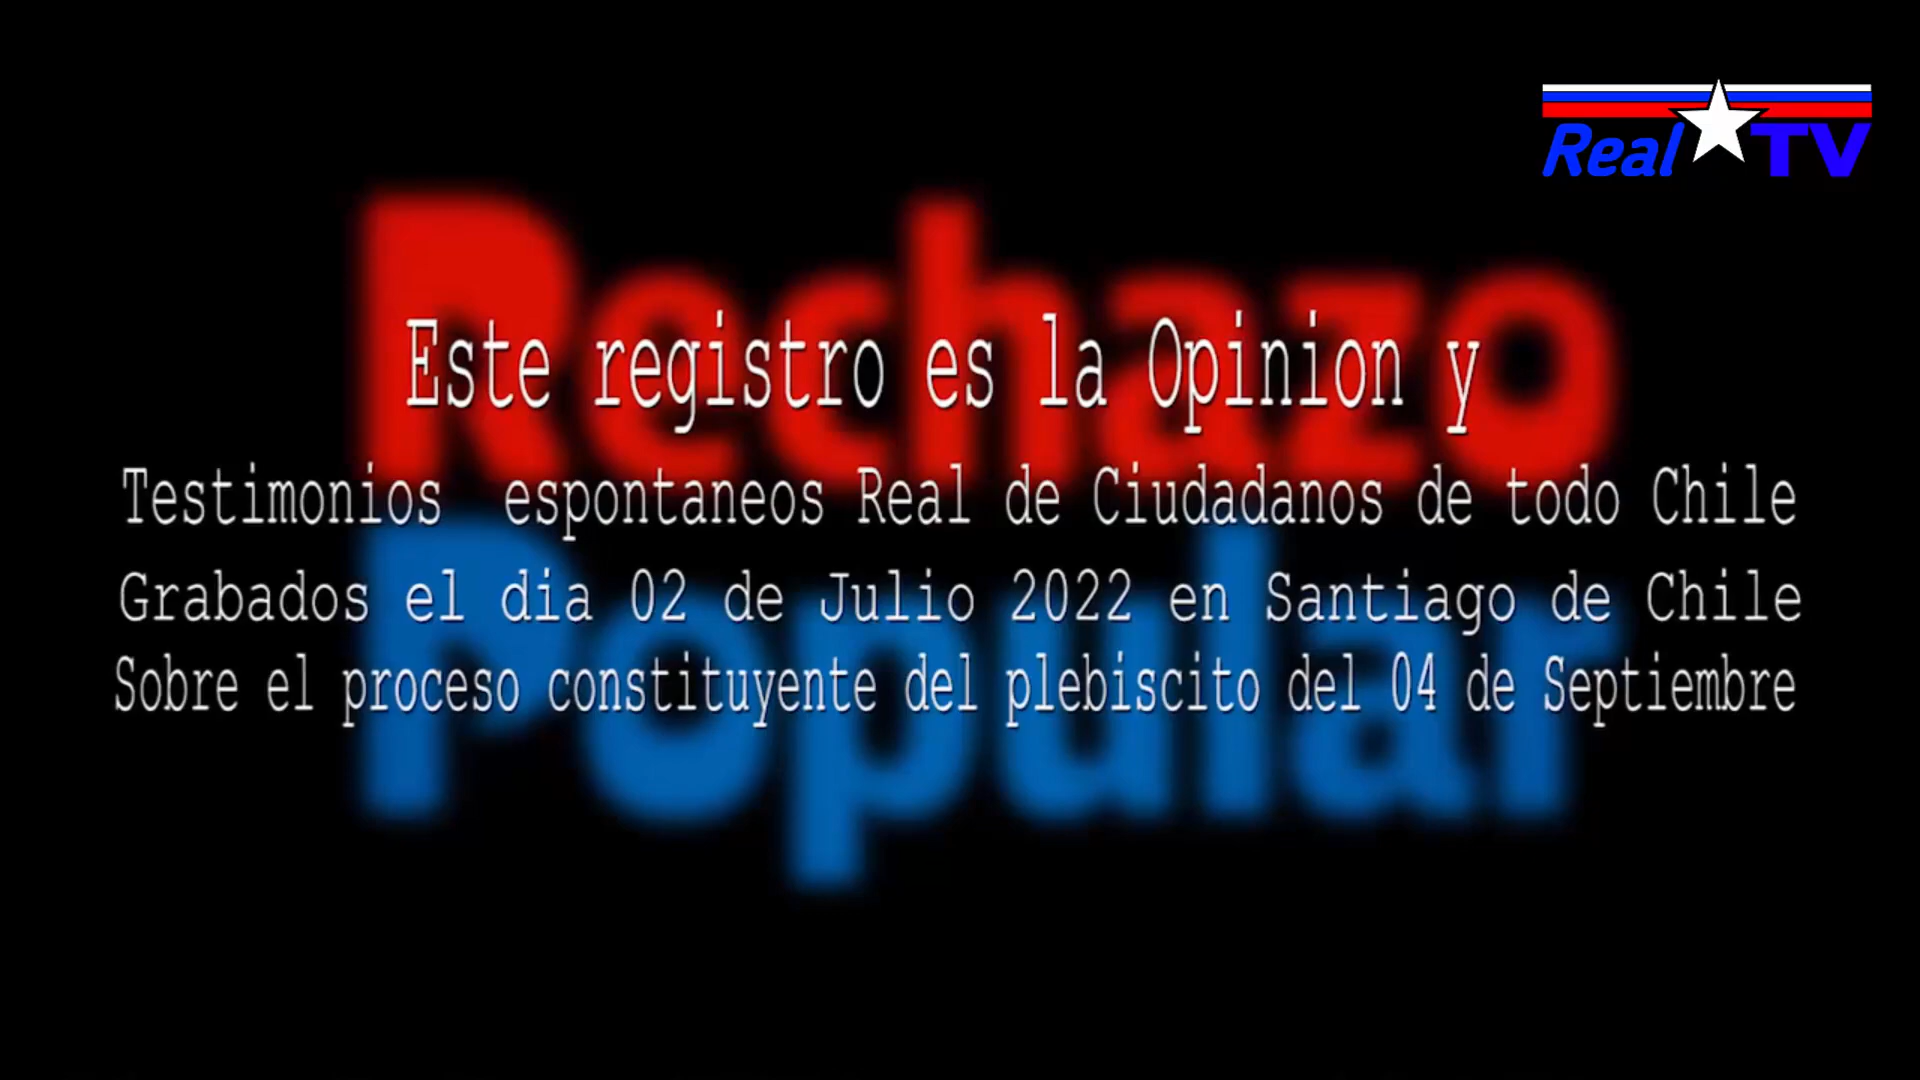 Real TV
Rechazo
Este registro es la Opinion y
Testimonios espontaneos Real de Ciudadanos de todo Chile
Popular
Grabados el dia 02 de Julio 2022 en Santiago de Chile
Sobre el proceso constituyente del plebiscito del 04 de Septiembre